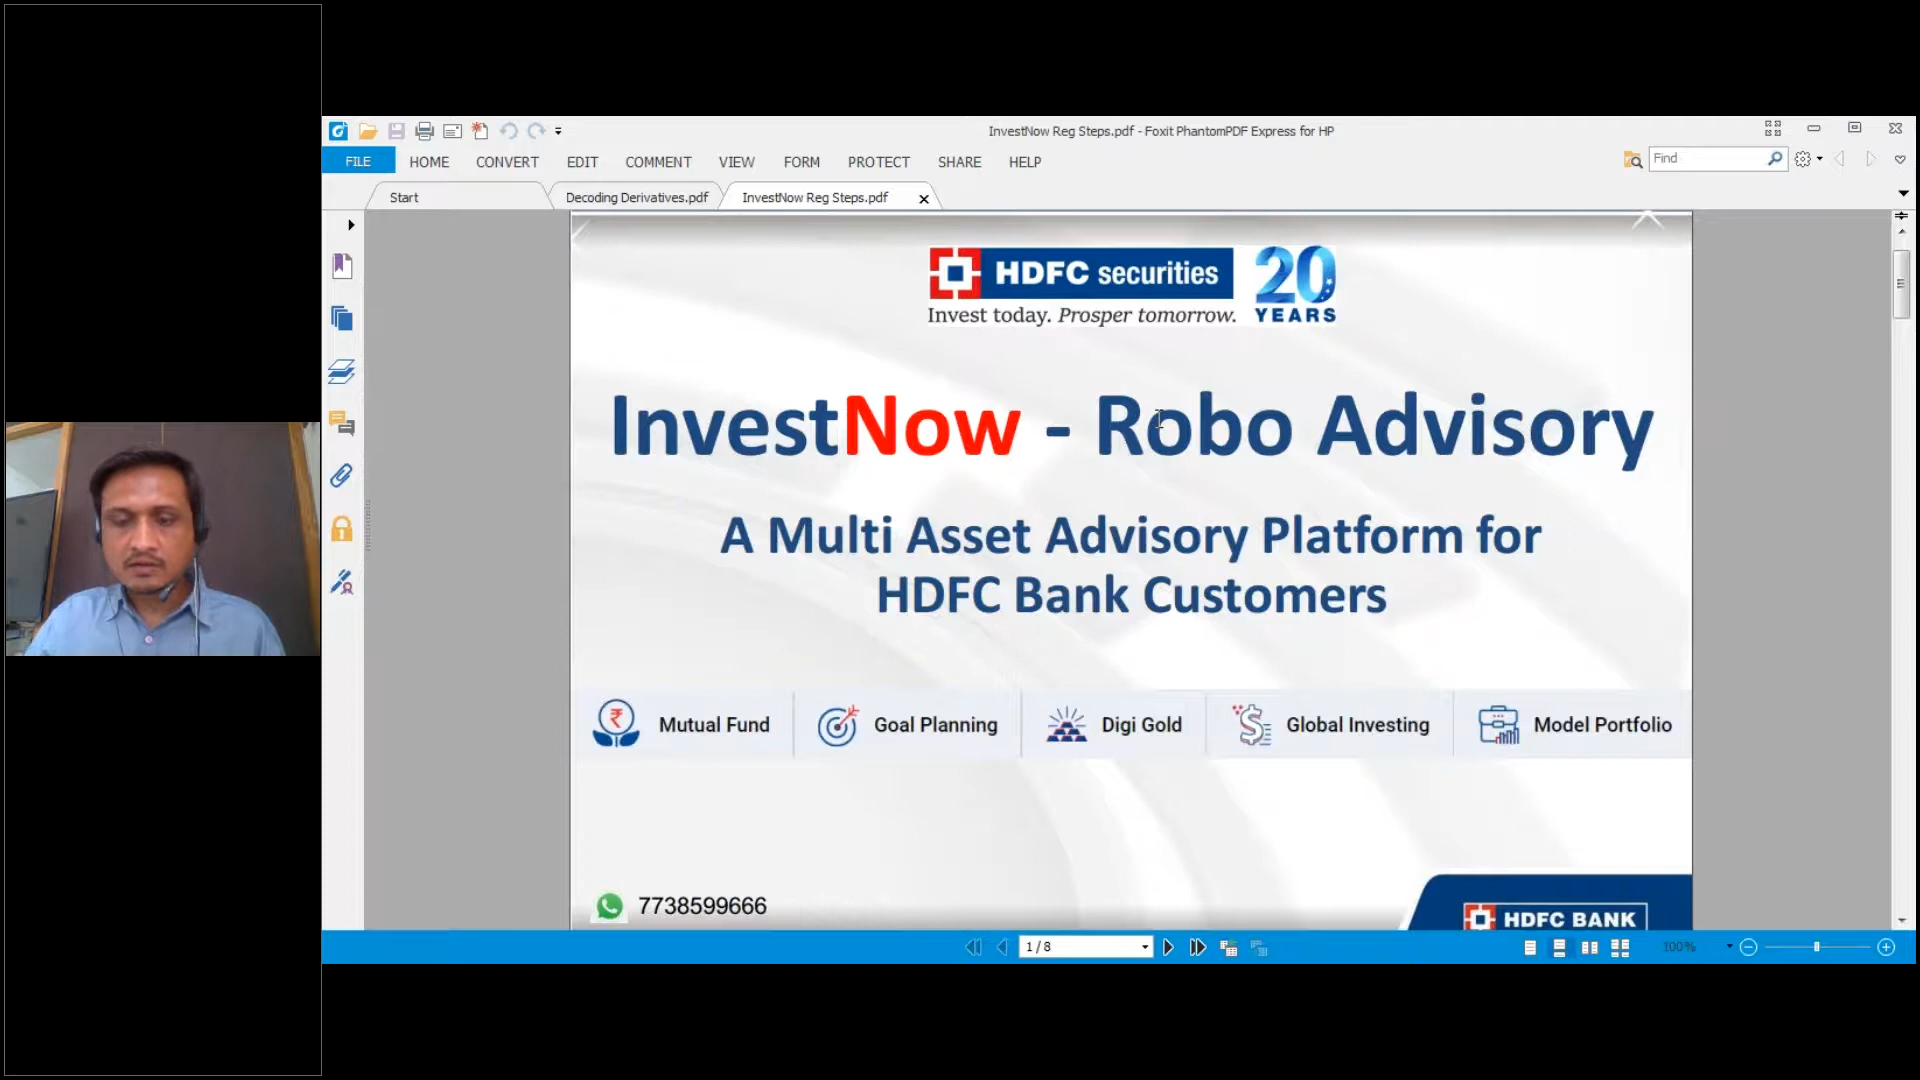 InvestNow Reg Steps.pdf - Foxit PhantomPDF Express for HP
FILE HOME CONVERT EDIT COMMENT VIEW FORM PROTECT SHARE HELP
Find
Start Decoding Derivatives.pdf InvestNow Reg Steps.pdf
HDFC securities
Invest today. Prosper tomorrow.
20
YEARS
InvestNow - Robo Advisory
A Multi Asset Advisory Platform for
HDFC Bank Customers
Mutual Fund Goal Planning Digi Gold Global Investing Model Portfolio
7738599666
HDFC BANK
1 / 8
100%